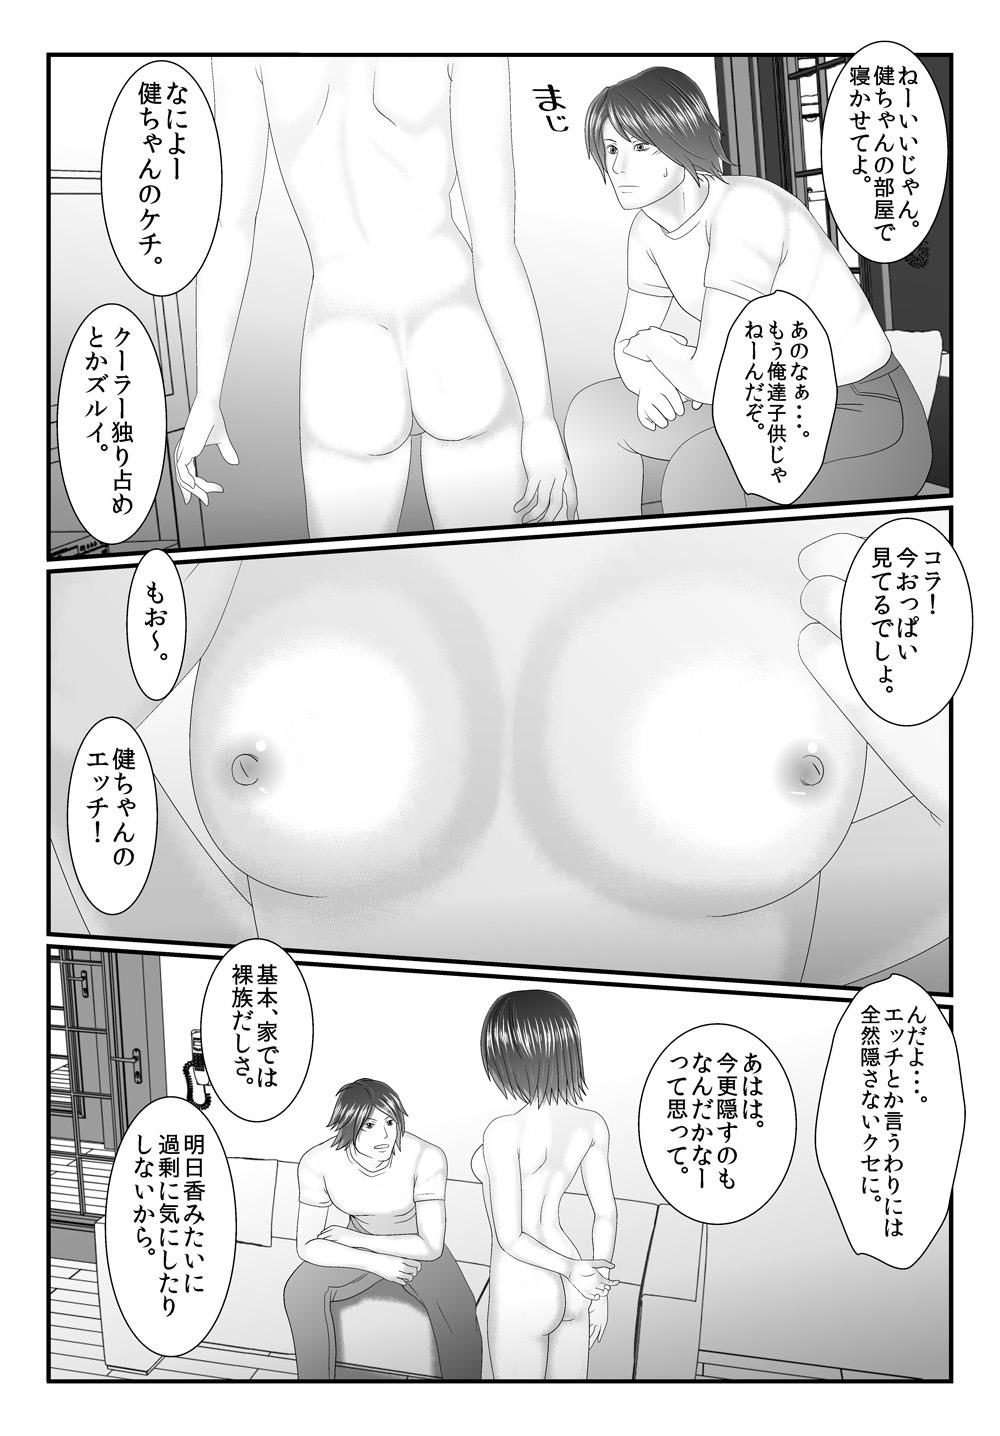 ねーいいじゃん。
健ちゃんの部屋で
寝かせてよ。
まじ
あのなぁ・・・。
もう俺達子供じゃ
ねーんだぞ。
なによー
健ちゃんのケチ。
クーラー独り占め
とかズルイ。
コラ！
今おっぱい
見てるでしょ。
もお～。
健ちゃんの
エッチ！
んだよ・・・。
エッチとか言うわりには
全然隠さないクセに。
あはは。
今更隠すのも
なんだかなー
って思って。
基本、家では
裸族だしさ。
明日香みたいに
過剰に気にしたり
しないから。